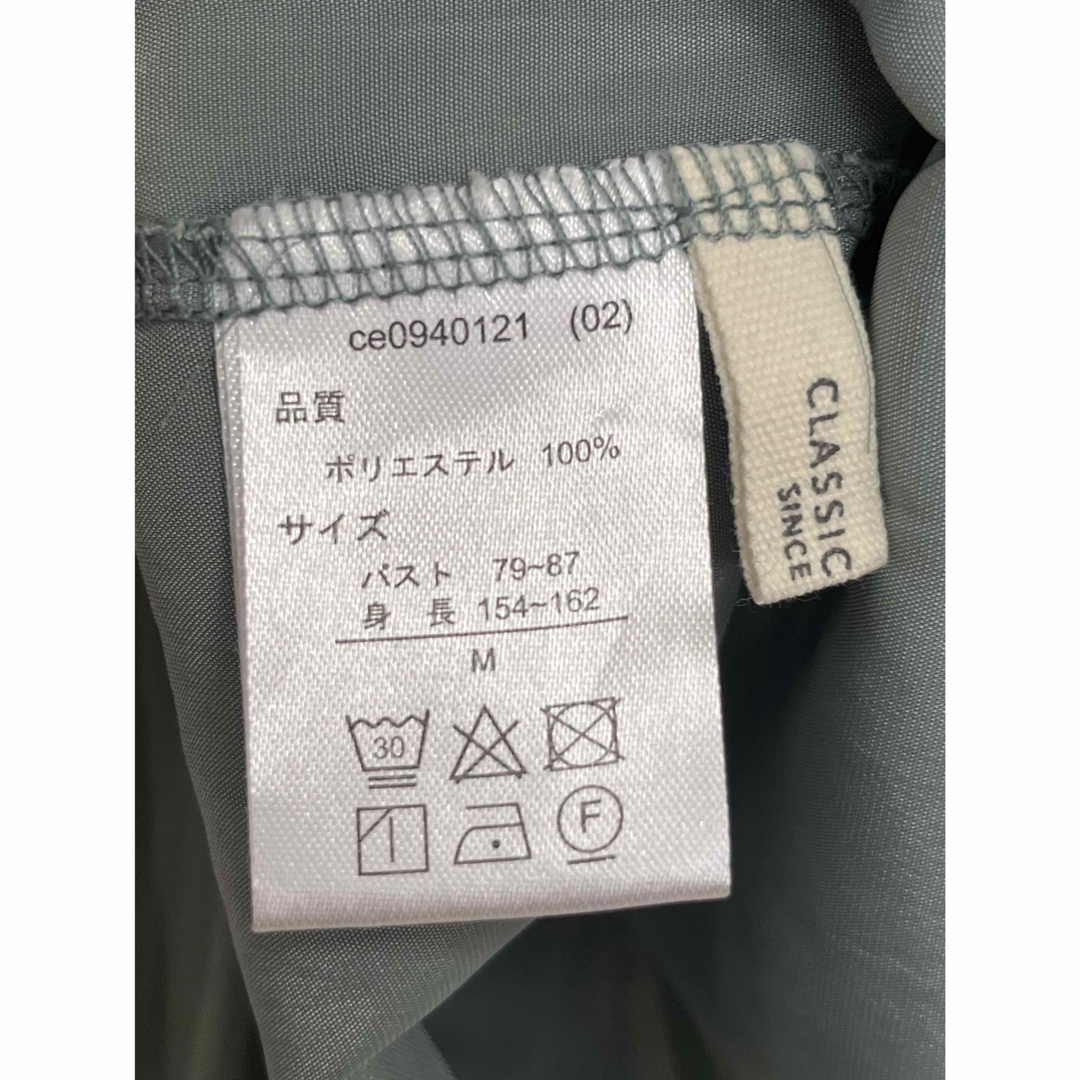 ce0940121 (02)
品質
ポリエステル 100%
サイズ
バスト 79~87
身 長 154~162
M
30
F
CLASSIC
SINCE